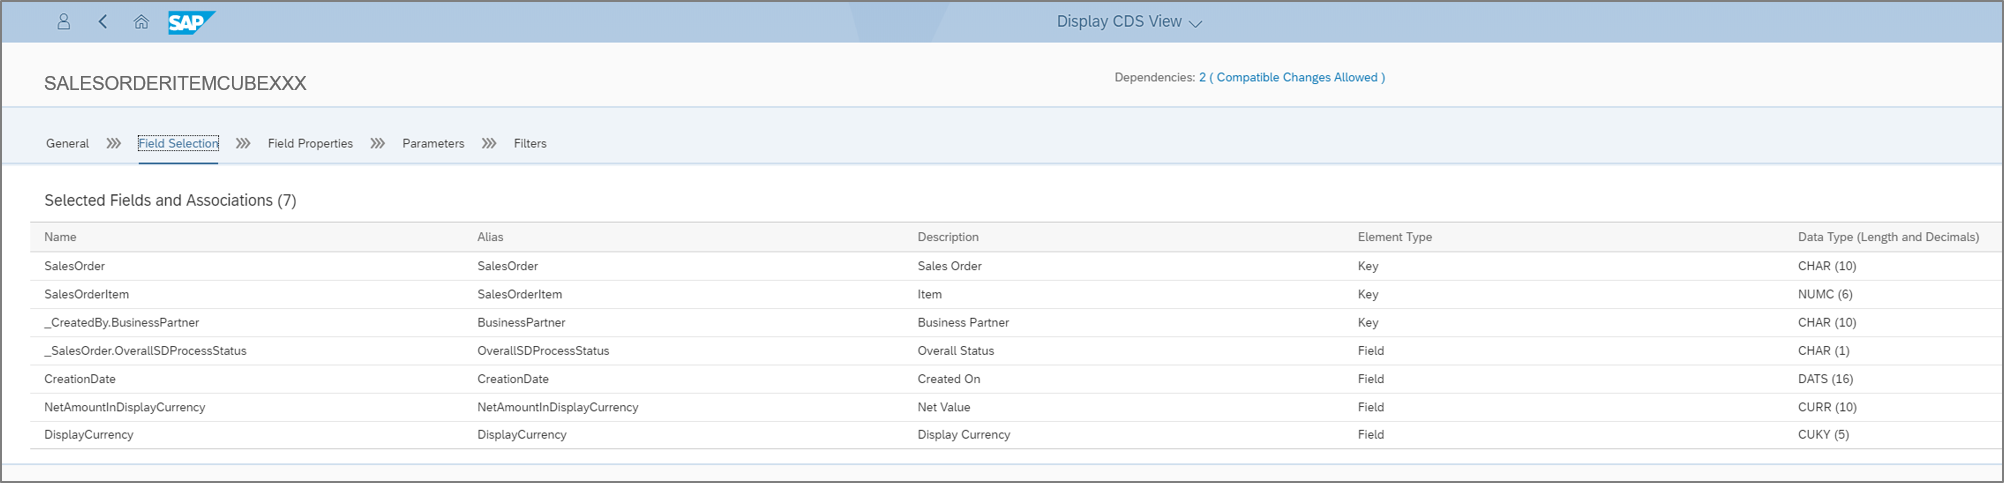 SAP Display CDS View
SALESORDERITEMCUBEXXX Dependencies: 2 ( Compatible Changes Allowed )
General Field Selection Field Properties Parameters Filters
Selected Fields and Associations (7)
Name Alias Description Element Type Data Type (Length and Decimals)
SalesOrder SalesOrder Sales Order Key CHAR (10)
SalesOrderItem SalesOrderItem Item Key NUMC (6)
_CreatedBy.BusinessPartner BusinessPartner Business Partner Key CHAR (10)
_SalesOrder.OverallSDProcessStatus OverallSDProcessStatus Overall Status Field CHAR (1)
CreationDate CreationDate Created On Field DATS (16)
NetAmountInDisplayCurrency NetAmountInDisplayCurrency Net Value Field CURR (10)
DisplayCurrency DisplayCurrency Display Currency Field CUKY (5)